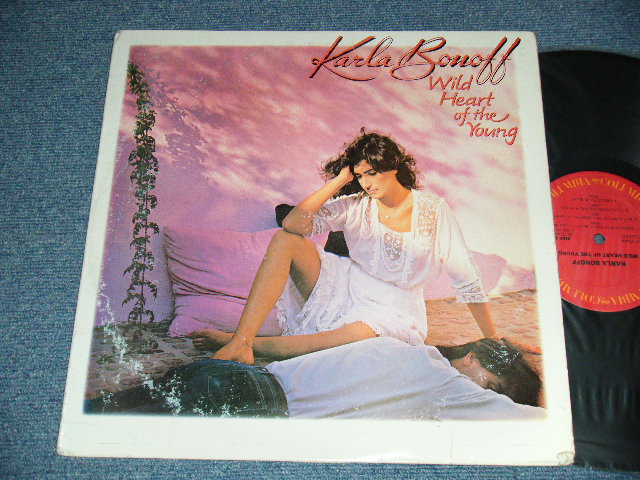 Karla Bonoff
Wild
Heart
of the
Young
COLUMBIA
KARLA BONOFF
WILD HEART OF THE YOUNG